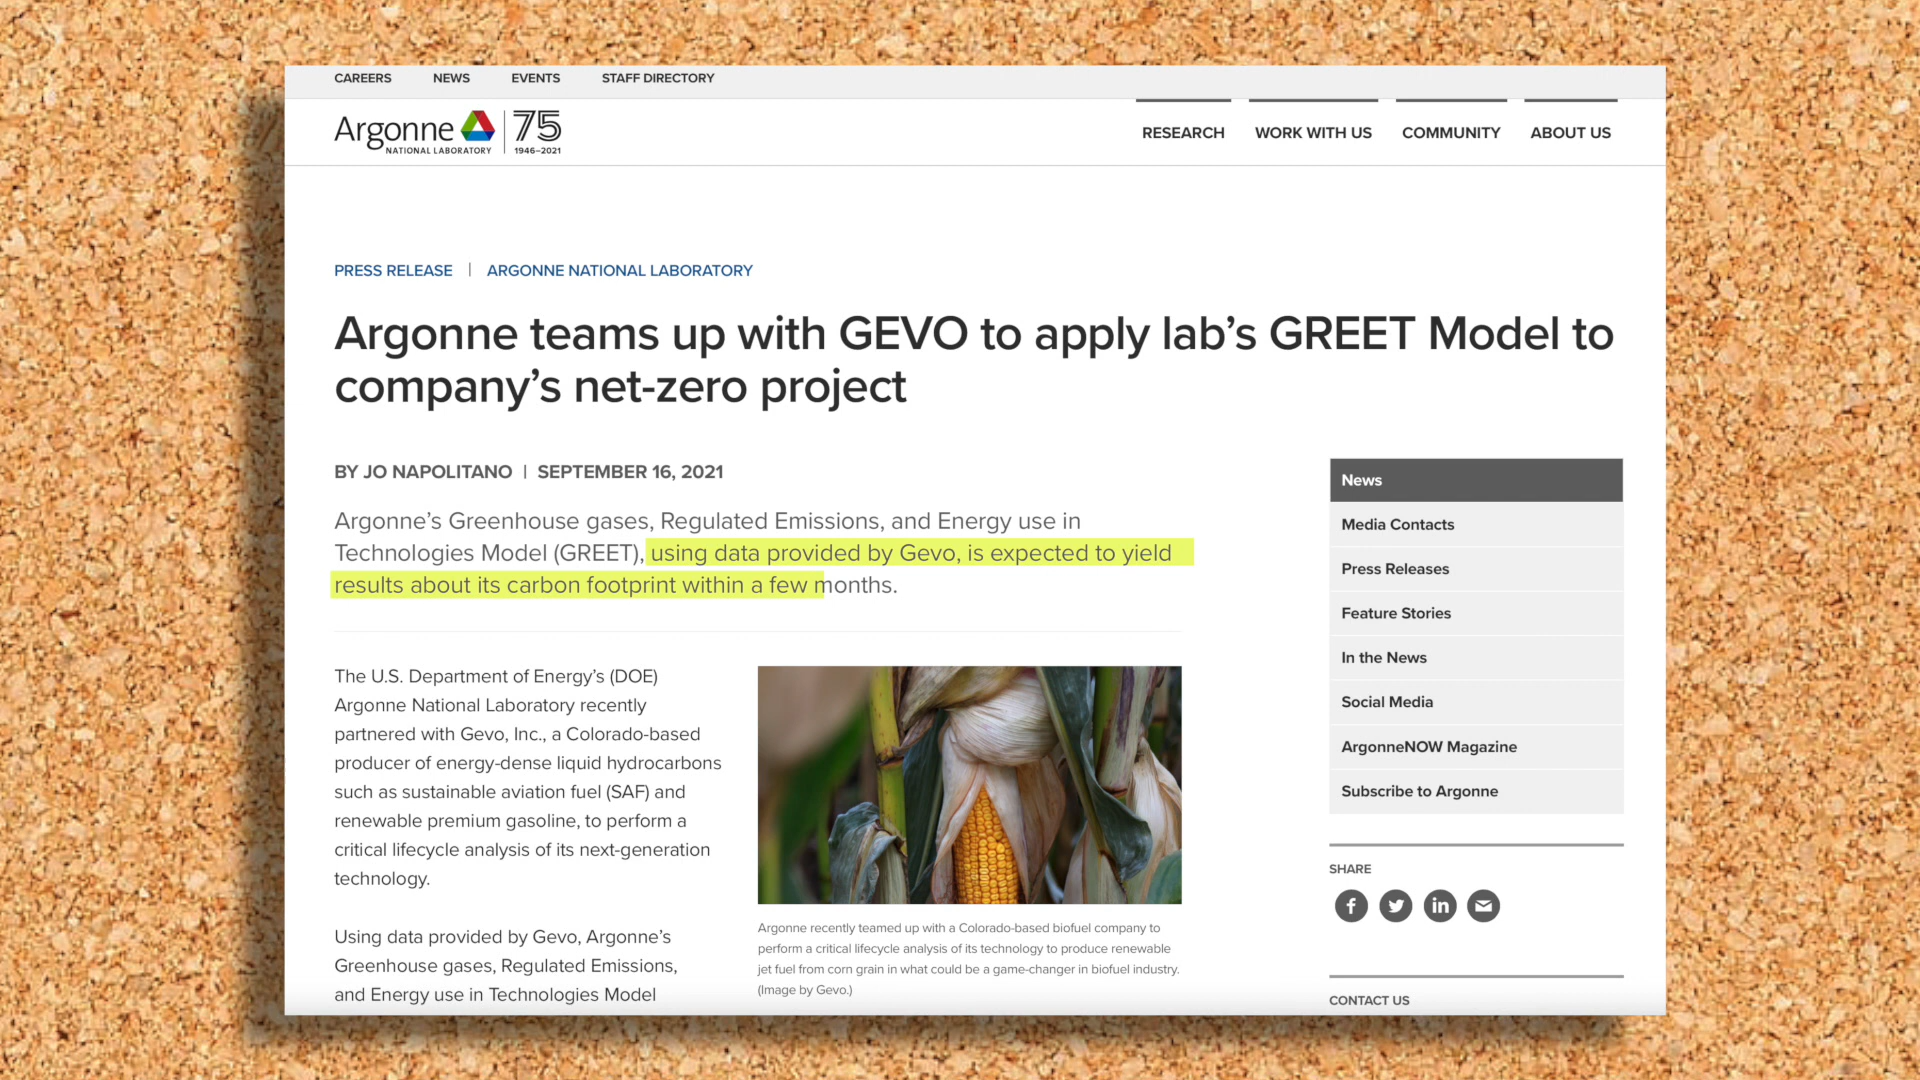 CAREERS NEWS EVENTS STAFF DIRECTORY
Argonne 75
NATIONAL LABORATORY 1946–2021
RESEARCH WORK WITH US COMMUNITY ABOUT US
PRESS RELEASE | ARGONNE NATIONAL LABORATORY
Argonne teams up with GEVO to apply lab’s GREET Model to
company’s net-zero project
BY JO NAPOLITANO | SEPTEMBER 16, 2021
Argonne’s Greenhouse gases, Regulated Emissions, and Energy use in
Technologies Model (GREET), using data provided by Gevo, is expected to yield
results about its carbon footprint within a few months.
The U.S. Department of Energy’s (DOE)
Argonne National Laboratory recently
partnered with Gevo, Inc., a Colorado-based
producer of energy-dense liquid hydrocarbons
such as sustainable aviation fuel (SAF) and
renewable premium gasoline, to perform a
critical lifecycle analysis of its next-generation
technology.
Using data provided by Gevo, Argonne’s
Greenhouse gases, Regulated Emissions,
and Energy use in Technologies Model
Argonne recently teamed up with a Colorado-based biofuel company to
perform a critical lifecycle analysis of its technology to produce renewable
jet fuel from corn grain in what could be a game-changer in biofuel industry.
(Image by Gevo.)
News
Media Contacts
Press Releases
Feature Stories
In the News
Social Media
ArgonneNOW Magazine
Subscribe to Argonne
SHARE
CONTACT US